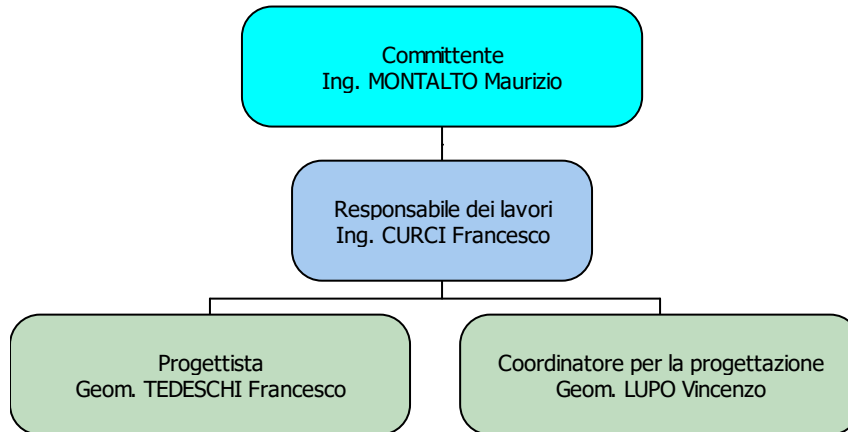 Committente
Ing. MONTALTO Maurizio
Responsabile dei lavori
Ing. CURCI Francesco
Progettista
Geom. TEDESCHI Francesco
Coordinatore per la progettazione
Geom. LUPO Vincenzo